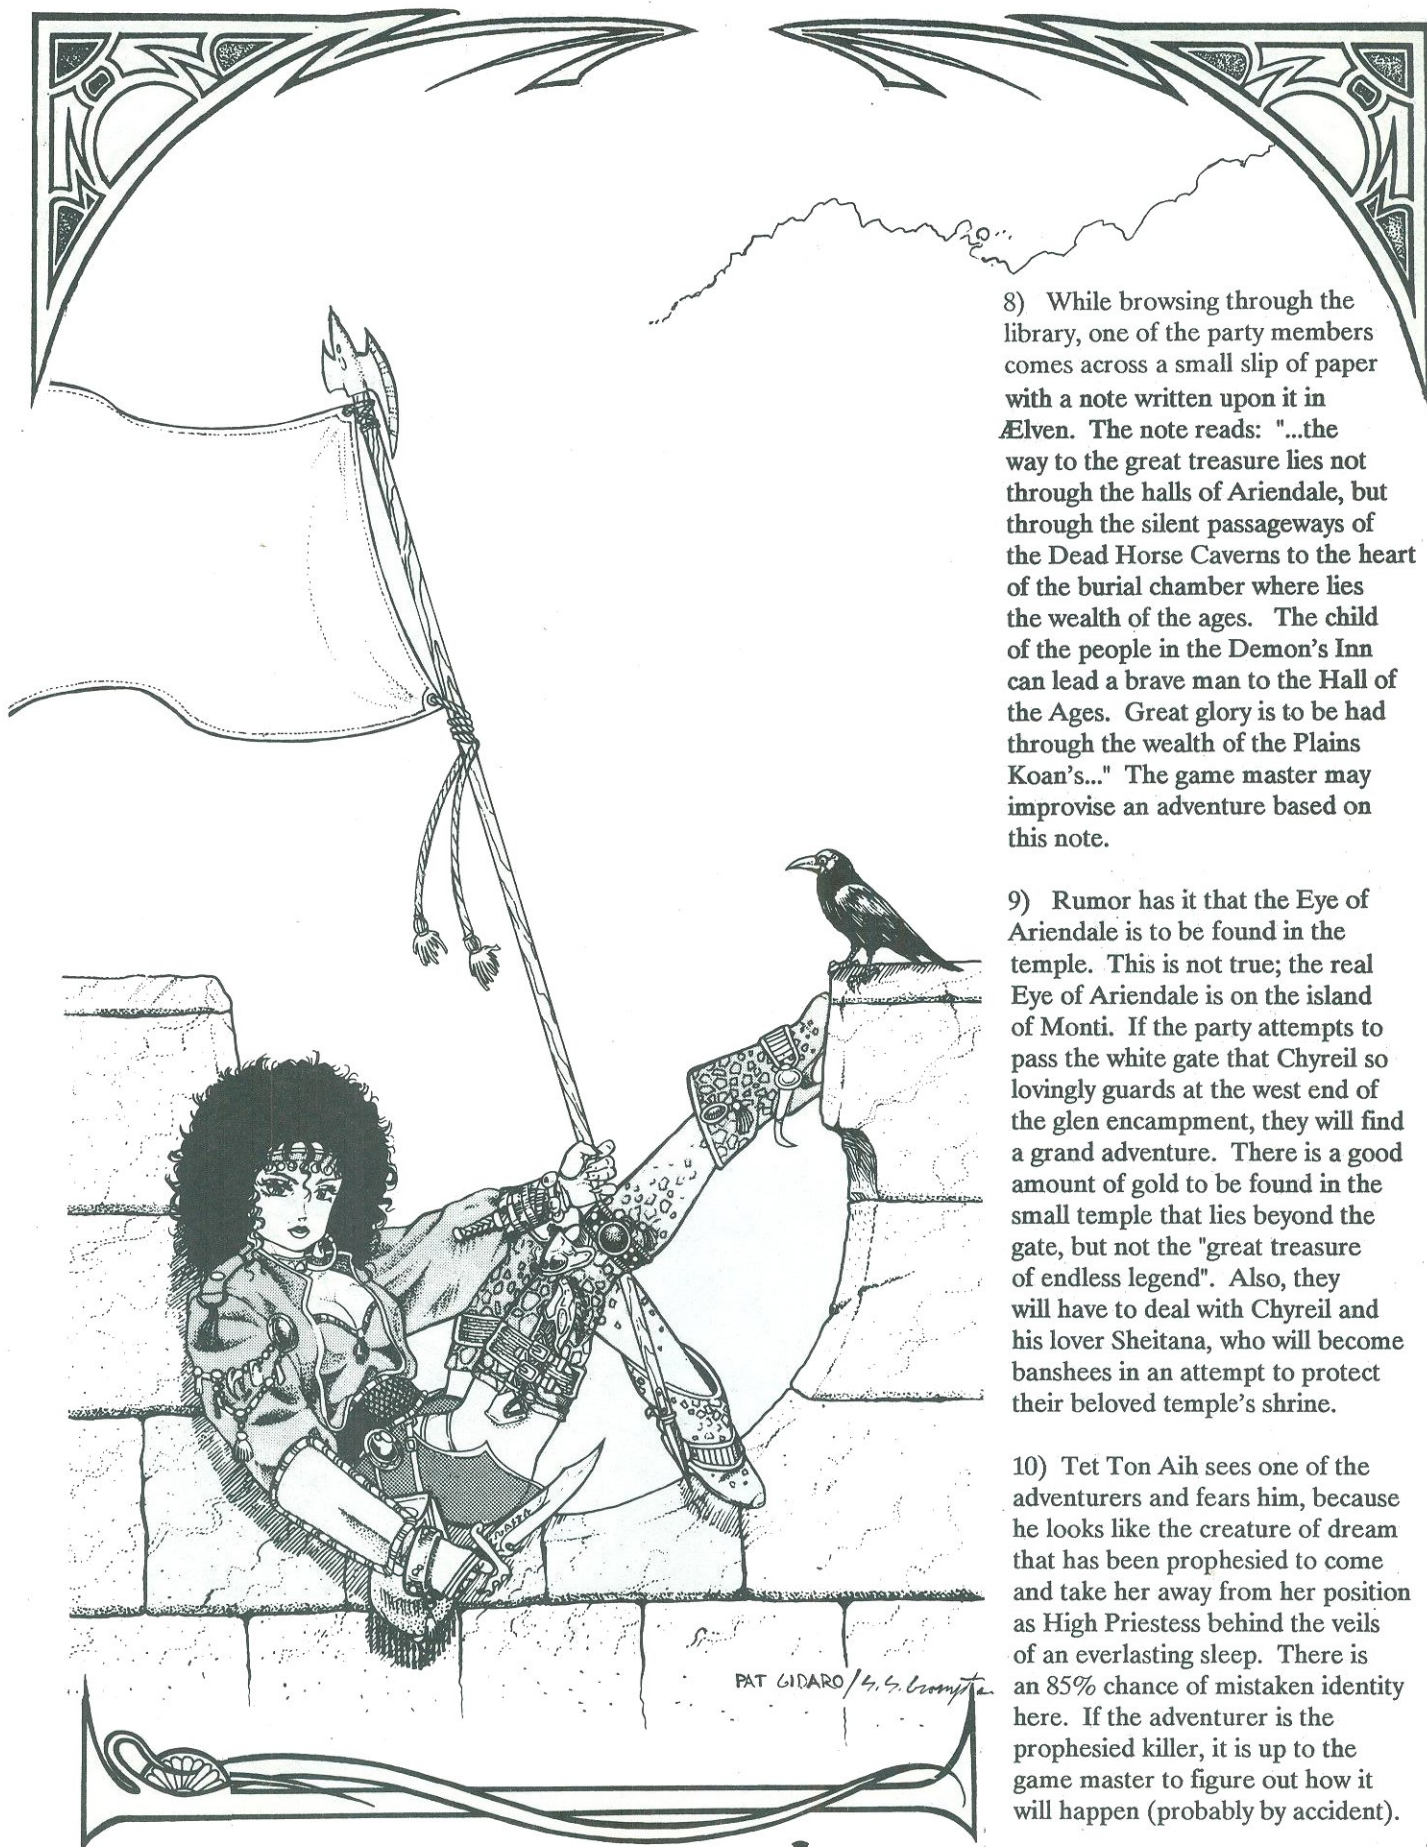 8) While browsing through the
library, one of the party members
comes across a small slip of paper
with a note written upon it in
Ælven. The note reads: "...the
way to the great treasure lies not
through the halls of Ariendale, but
through the silent passageways of
the Dead Horse Caverns to the heart
of the burial chamber where lies
the wealth of the ages. The child
of the people in the Demon's Inn
can lead a brave man to the Hall of
the Ages. Great glory is to be had
through the wealth of the Plains
Koan's..." The game master may
improvise an adventure based on
this note.
9) Rumor has it that the Eye of
Ariendale is to be found in the
temple. This is not true; the real
Eye of Ariendale is on the island
of Monti. If the party attempts to
pass the white gate that Chyreil so
lovingly guards at the west end of
the glen encampment, they will find
a grand adventure. There is a good
amount of gold to be found in the
small temple that lies beyond the
gate, but not the "great treasure
of endless legend". Also, they
will have to deal with Chyreil and
his lover Sheitana, who will become
banshees in an attempt to protect
their beloved temple's shrine.
10) Tet Ton Aih sees one of the
adventurers and fears him, because
he looks like the creature of dream
that has been prophesied to come
and take her away from her position
as High Priestess behind the veils
of an everlasting sleep. There is
an 85% chance of mistaken identity
here. If the adventurer is the
prophesied killer, it is up to the
game master to figure out how it
will happen (probably by accident).
PAT GIDARO / S. S.